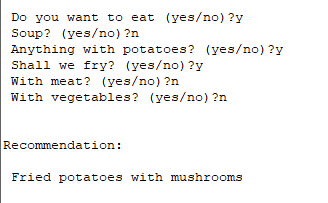 Do you want to eat (yes/no)?y
Soup? (yes/no)?n
Anything with potatoes? (yes/no)?y
Shall we fry? (yes/no)?y
With meat? (yes/no)?n
With vegetables? (yes/no)?n
Recommendation:
Fried potatoes with mushrooms